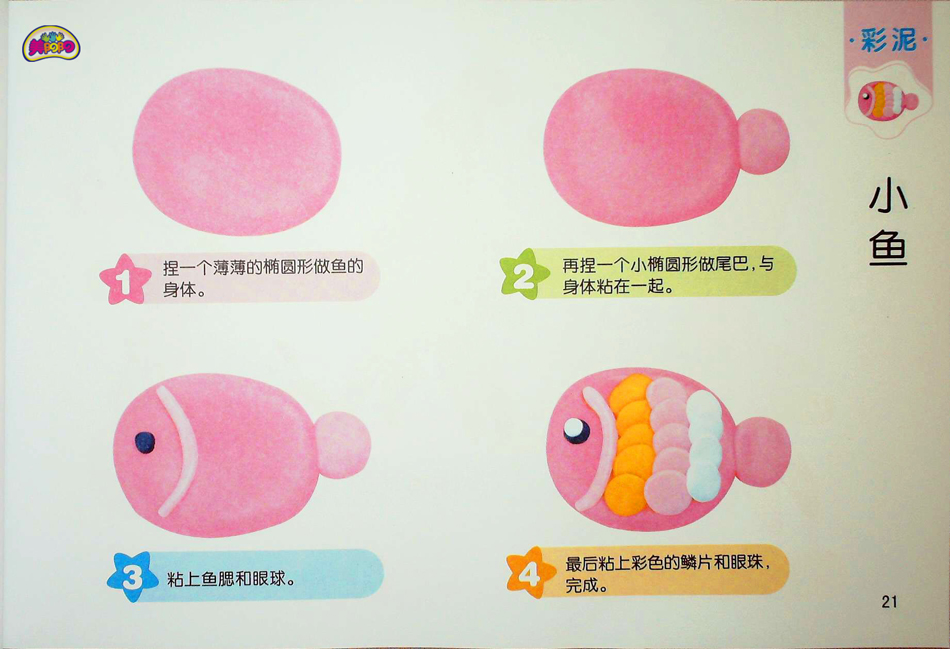 MPOPO
·彩泥·
小鱼
1
捏一个薄薄的椭圆形做鱼的
身体。
2
再捏一个小椭圆形做尾巴，与
身体粘在一起。
3
粘上鱼腮和眼球。
4
最后粘上彩色的鳞片和眼珠，
完成。
21